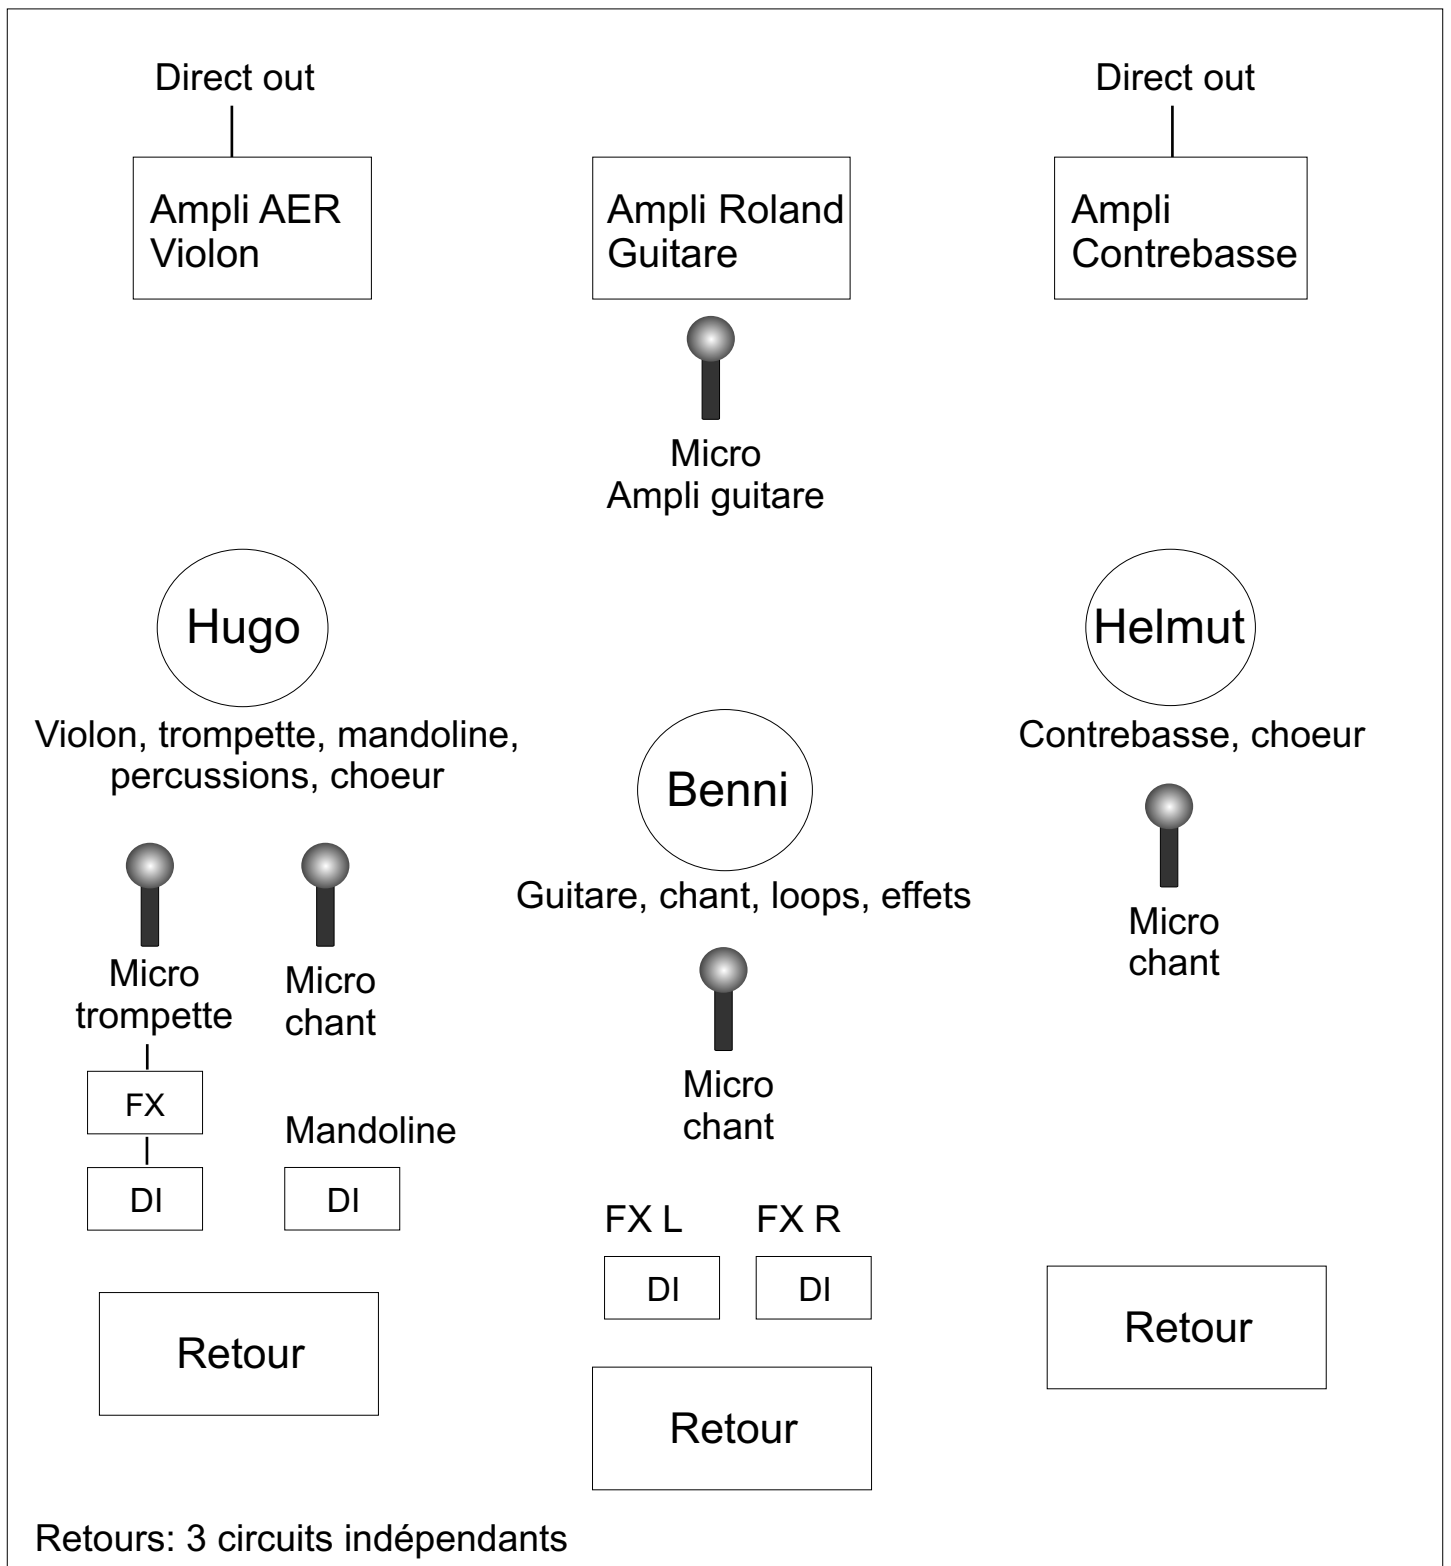 Direct out
Direct out
Ampli AER
Violon
Ampli Roland
Guitare
Ampli
Contrebasse
Micro
Ampli guitare
Hugo
Violon, trompette, mandoline,
percussions, choeur
Helmut
Contrebasse, choeur
Benni
Guitare, chant, loops, effets
Micro
trompette
FX
DI
Micro
chant
Mandoline
DI
Micro
chant
FX L
DI
FX R
DI
Micro
chant
Retour
Retour
Retour
Retours: 3 circuits indépendants